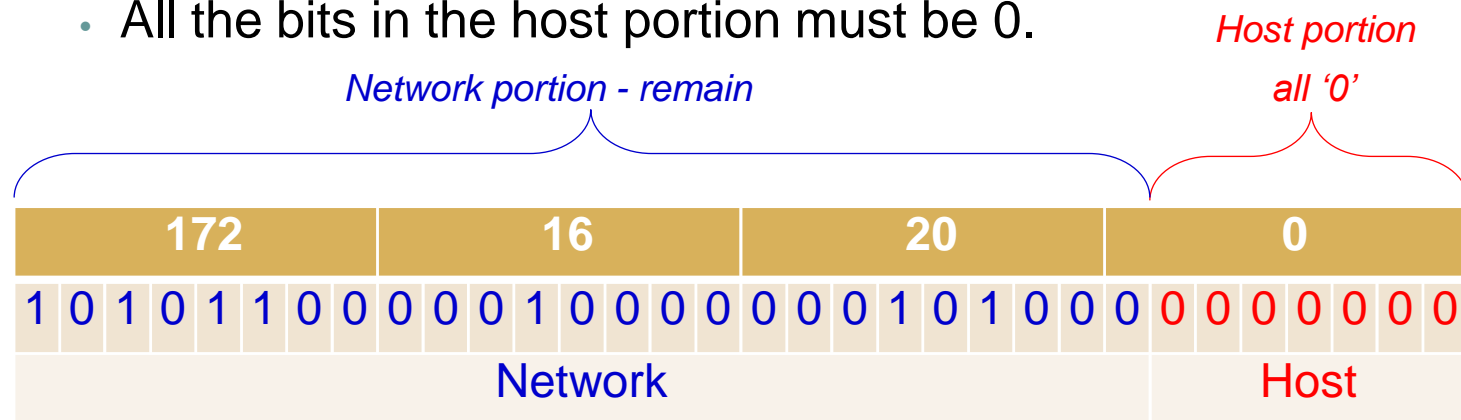 • All the bits in the host portion must be 0.
Host portion
all ‘0’
Network portion - remain
172 16 20 0
1 0 1 0 1 1 0 0 0 0 0 1 0 0 0 0 0 0 0 1 0 1 0 0 0 0 0 0 0 0 0 0
Network Host